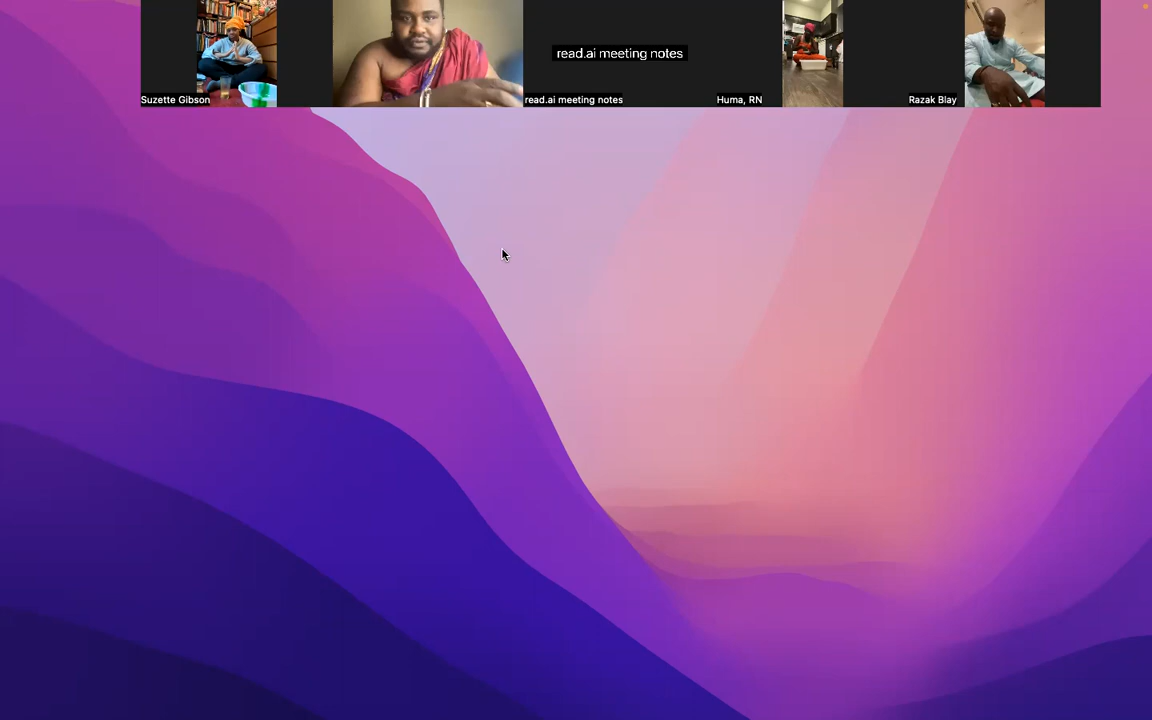 read.ai meeting notes
Suzette Gibson
read.ai meeting notes
Huma, RN
Razak Blay